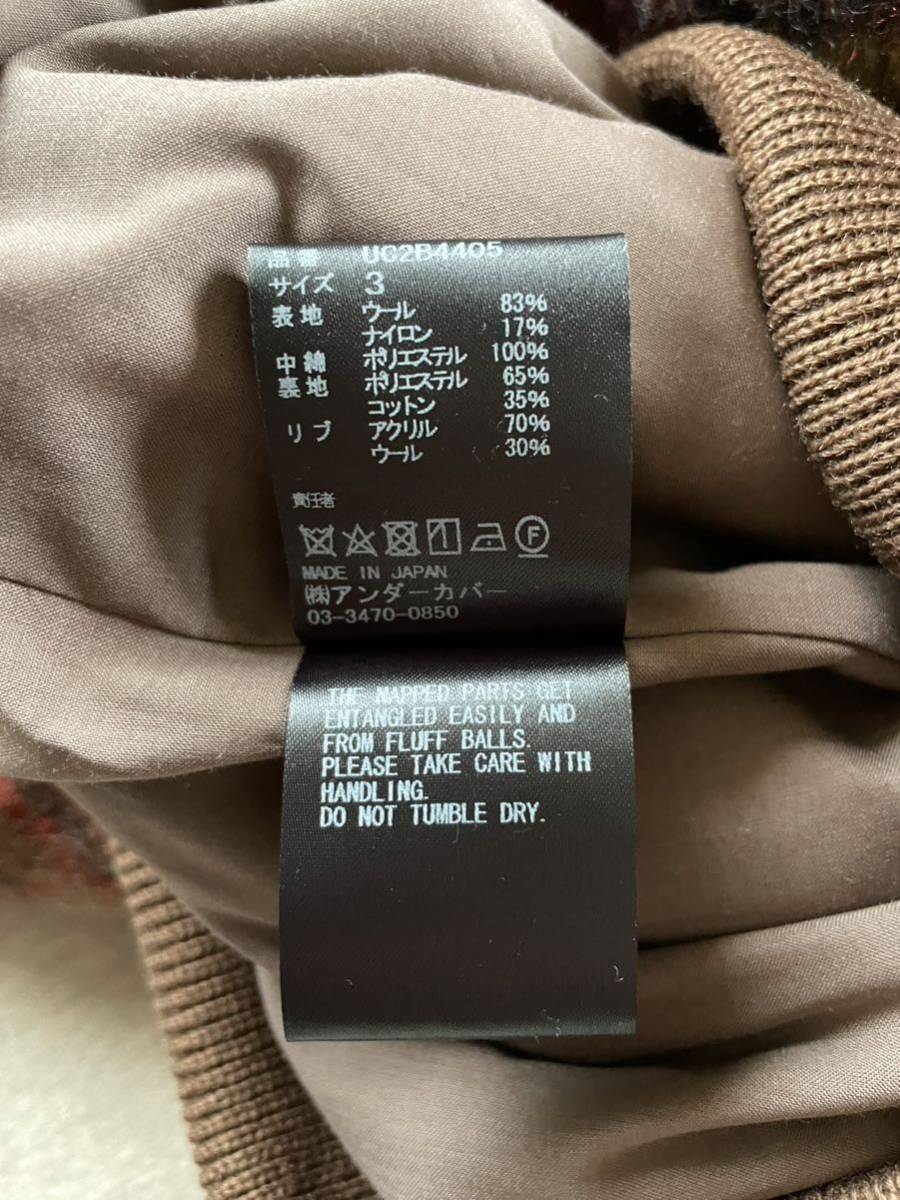 品番 UC2B4405
サイズ 3
表地 ウール 83%
ナイロン 17%
中綿 ポリエステル 100%
裏地 ポリエステル 65%
コットン 35%
リブ アクリル 70%
ウール 30%
責任者
F
MADE IN JAPAN
㈱アンダーカバー
03-3470-0850
THE NAPPED PARTS GET
ENTANGLED EASILY AND
FROM FLUFF BALLS.
PLEASE TAKE CARE WITH
HANDLING.
DO NOT TUMBLE DRY.